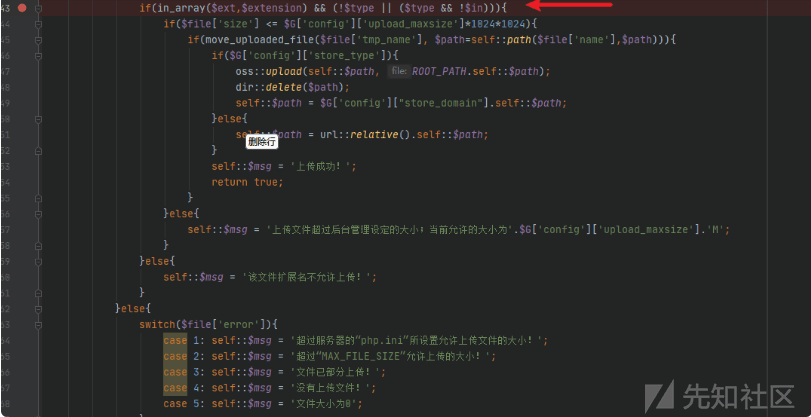 43 if(in_array($ext,$extension) && (!$type || ($type && !$in))){
44 if($file['size'] <= $G['config']['upload_maxsize']*1024*1024){
45 if(move_uploaded_file($file['tmp_name'], $path=self::path($file['name'],$path))){
46 if($G['config']['store_type']){
47 oss::upload(self::$path, file: ROOT_PATH.self::$path);
48 dir::delete($path);
49 self::$path = $G['config']["store_domain"].self::$path;
50 }else{
51 self::$path = url::relative().self::$path;
删除行
52 }
53 self::$msg = '上传成功!';
54 return true;
55 }
56 }else{
57 self::$msg = '上传文件超过后台管理设定的大小;当前允许的大小为'.$G['config']['upload_maxsize'].'M';
58 }
59 }else{
60 self::$msg = '该文件扩展名不允许上传!';
61 }
62 }else{
63 switch($file['error']){
64 case 1: self::$msg = '超过服务器的"php.ini"所设置允许上传文件的大小!';
65 case 2: self::$msg = '超过"MAX_FILE_SIZE"允许上传的大小!';
66 case 3: self::$msg = '文件已部分上传!';
67 case 4: self::$msg = '没有上传文件!';
68 case 5: self::$msg = '文件大小为0';
先知社区